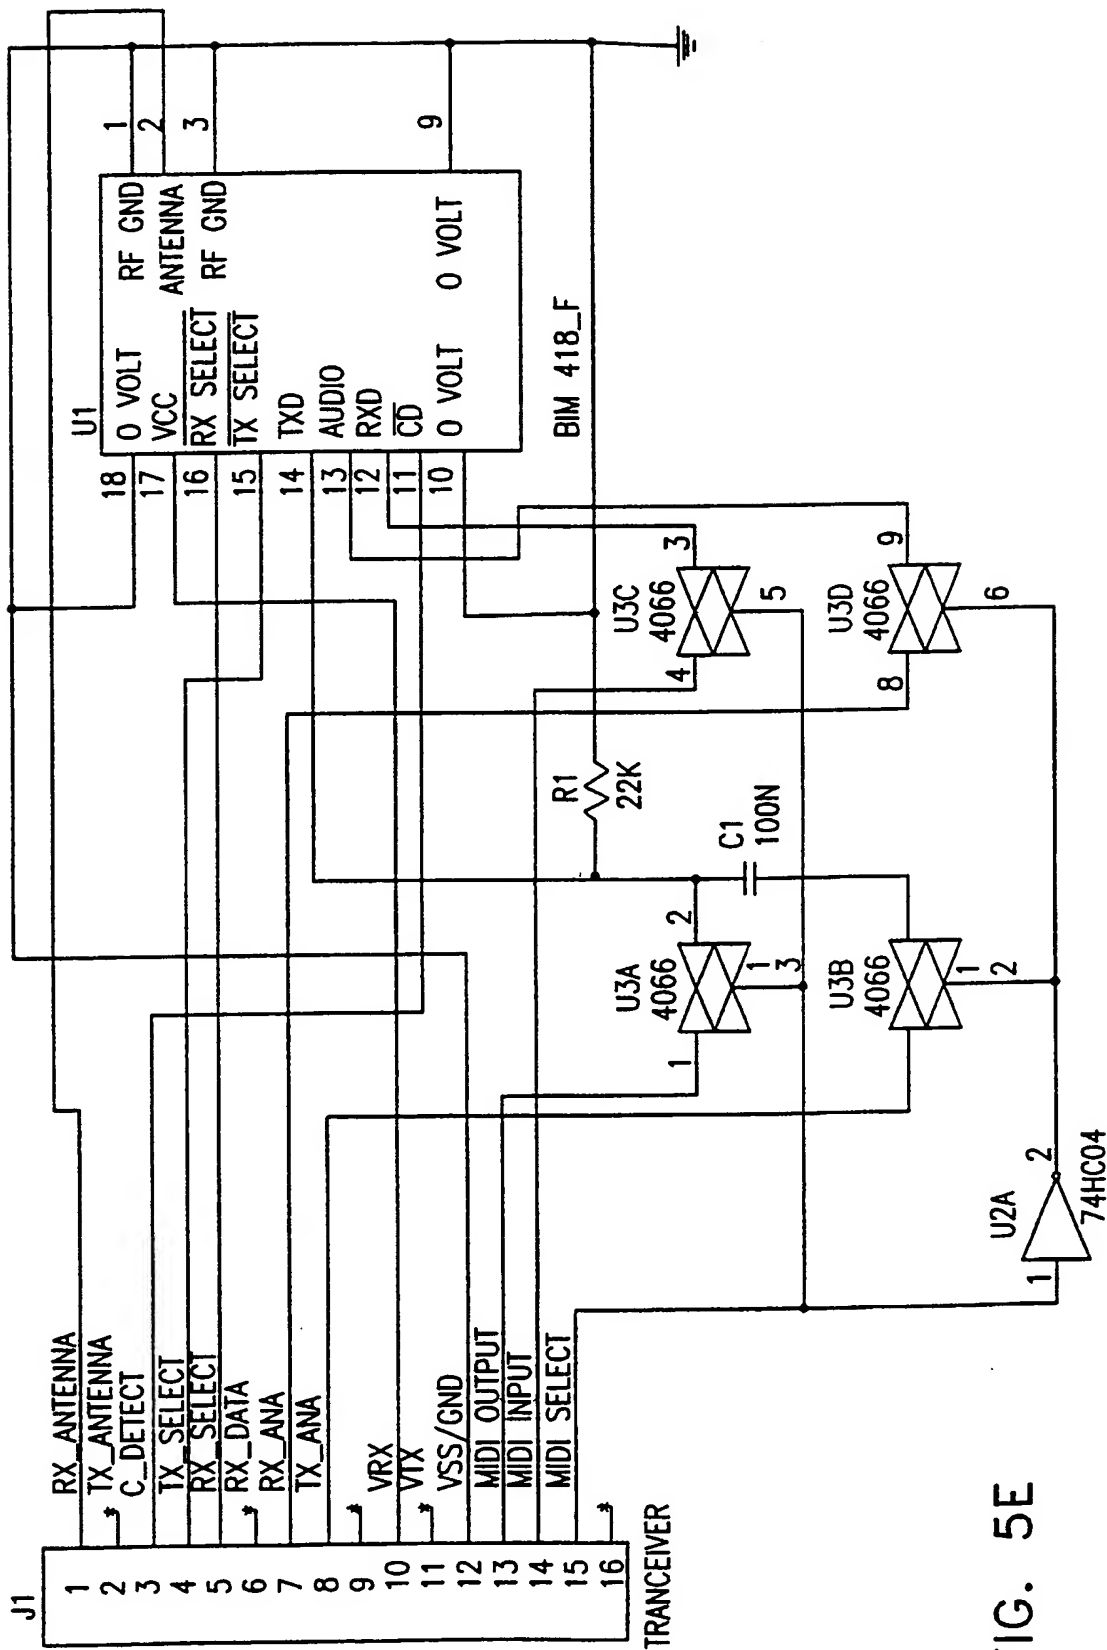 J1
1
2
3
4
5
6
7
8
9
10
11
12
13
14
15
16
TRANCEIVER
RX_ANTENNA
TX_ANTENNA
C_DETECT
TX_SELECT
RX_SELECT
RX_DATA
RX_ANA
TX_ANA
VRX
VTX
VSS/GND
MIDI OUTPUT
MIDI INPUT
MIDI SELECT
*
*
*
*
*
U1
18
17
16
15
14
13
12
11
10
0 VOLT
VCC
RX SELECT
TX SELECT
TXD
AUDIO
RXD
CD
0 VOLT
RF GND
ANTENNA
RF GND
0 VOLT
1
2
3
9
BIM 418_F
R1
22K
C1
100N
U3A
4066
1
2
1
3
U3C
4066
4
3
5
U3B
4066
1
2
U3D
4066
8
9
6
U2A
1
2
74HC04
FIG. 5E